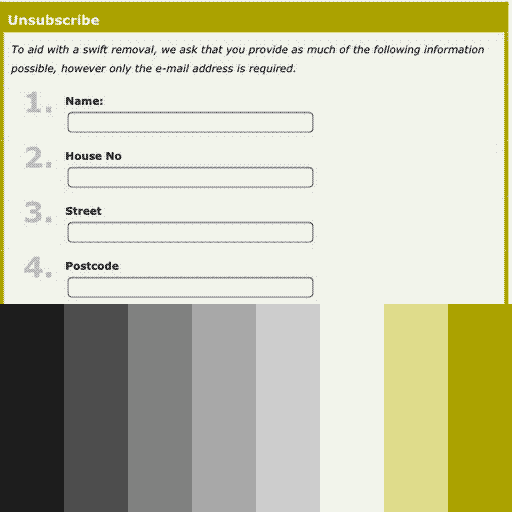 Unsubscribe
To aid with a swift removal, we ask that you provide as much of the following information
possible, however only the e-mail address is required.
1. Name:
2. House No
3. Street
4. Postcode